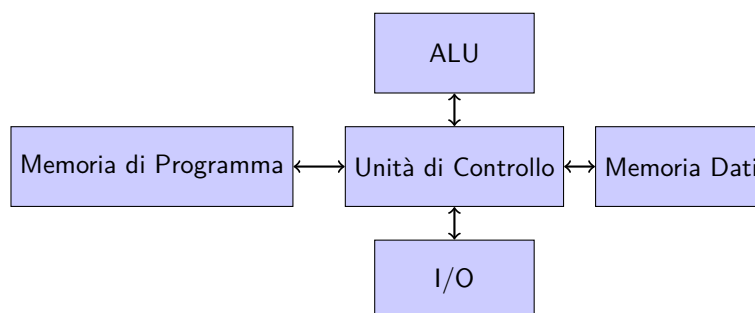 ALU
Memoria di Programma
Unità di Controllo
Memoria Dati
I/O